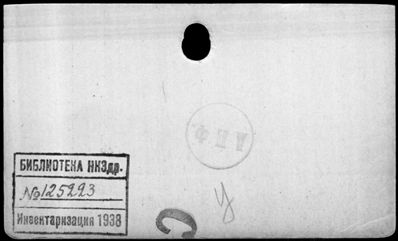 БИБЛИОТЕКА НКЗдр.
№125293
Инвентаризация 1938
у
С